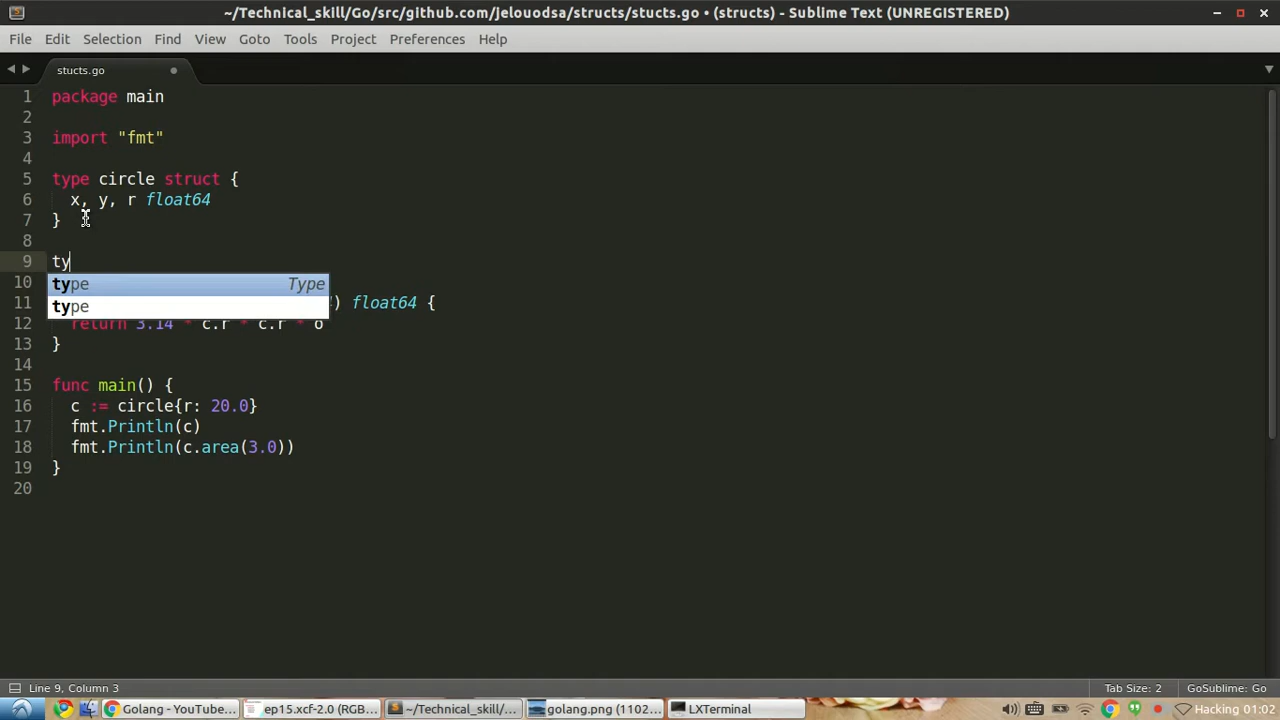 ~/Technical_skill/Go/src/github.com/jelouodsa/structs/stucts.go • (structs) - Sublime Text (UNREGISTERED)
File Edit Selection Find View Goto Tools Project Preferences Help
stucts.go
1 package main
2
3 import "fmt"
4
5 type circle struct {
6 x, y, r float64
7 }
8
9 ty
10 type Type
type
11 ) float64 {
12 return 3.14 * c.r * c.r * o
13 }
14
15 func main() {
16 c := circle{r: 20.0}
17 fmt.Println(c)
18 fmt.Println(c.area(3.0))
19 }
20
Line 9, Column 3 Tab Size: 2 GoSublime: Go
Golang - YouTube... ep15.xcf-2.0 (RGB... ~/Technical_skill/... golang.png (1102... LXTerminal Hacking 01:02